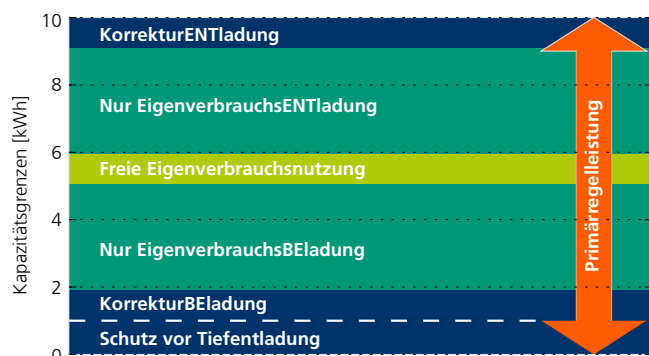 Kapazitätsgrenzen [kWh]
10
KorrekturENTladung
8
Nur EigenverbrauchsENTladung
6
Freie Eigenverbrauchsnutzung
4
Nur EigenverbrauchsBEladung
2
KorrekturBEladung
Schutz vor Tiefentladung
0
Primärregelleistung